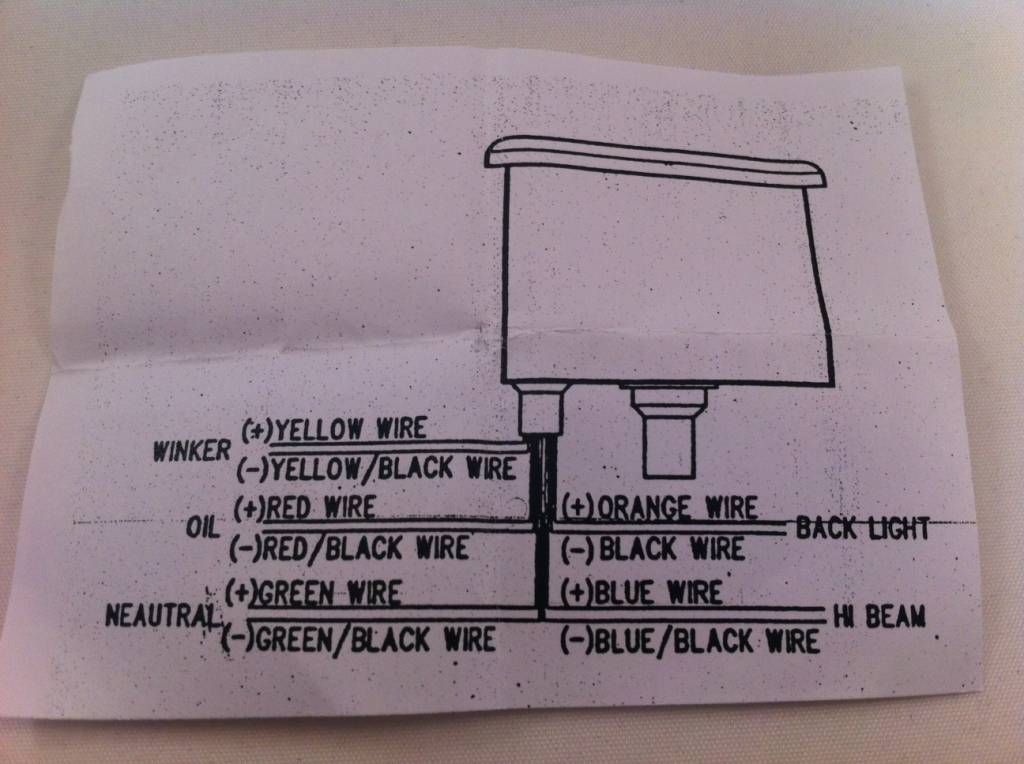 (+)YELLOW WIRE
WINKER
(-)YELLOW/BLACK WIRE
(+)RED WIRE
OIL
(-)RED/BLACK WIRE
(+)GREEN WIRE
NEAUTRAL
(-)GREEN/BLACK WIRE
(+)ORANGE WIRE
BACK LIGHT
(-)BLACK WIRE
(+)BLUE WIRE
HI BEAM
(-)BLUE/BLACK WIRE